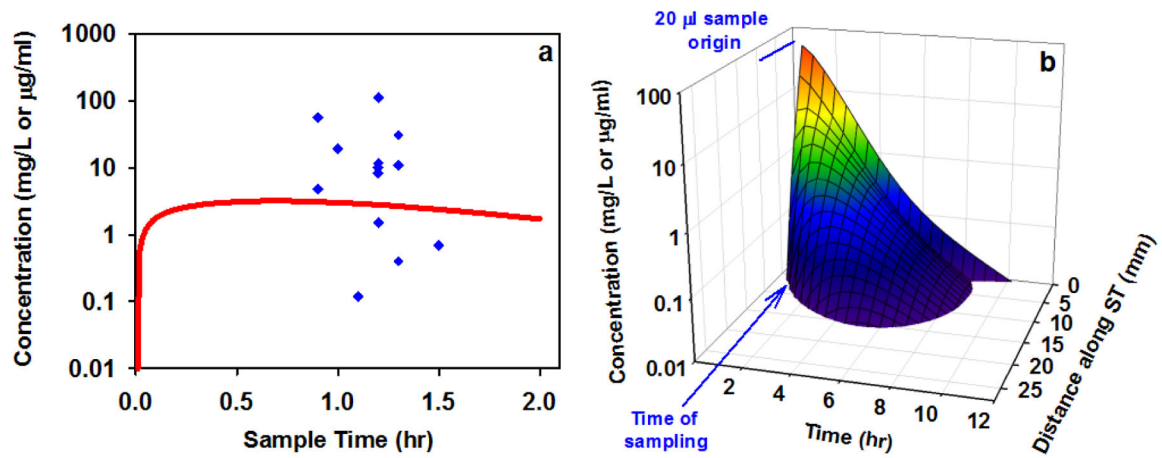 a
Concentration (mg/L or µg/ml)
1000
100
10
1
0.1
0.01
0.0
0.5
1.0
1.5
2.0
Sample Time (hr)
20 µl sample
origin
b
Concentration (mg/L or µg/ml)
100
10
1
0.1
0.01
2
4
6
8
10
12
Time (hr)
0
5
10
15
20
25
Distance along ST (mm)
Time of
sampling